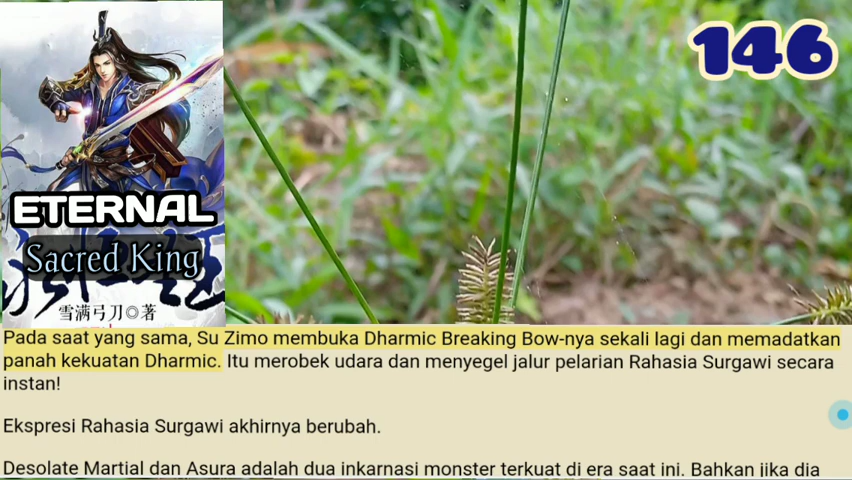 146
ETERNAL
Sacred King
雪满弓刀◎著
Pada saat yang sama, Su Zimo membuka Dharmic Breaking Bow-nya sekali lagi dan memadatkan
panah kekuatan Dharmic. Itu merobek udara dan menyegel jalur pelarian Rahasia Surgawi secara
instan!
Ekspresi Rahasia Surgawi akhirnya berubah.
Desolate Martial dan Asura adalah dua inkarnasi monster terkuat di era saat ini. Bahkan jika dia